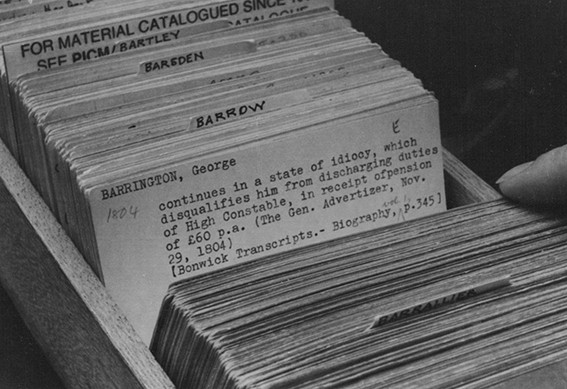 FOR MATERIAL CATALOGUED SINCE
SEE PICM/BARTLEY CATALOGUE
BARSDEN
BARROW
E
BARRINGTON, George
1804
continues in a state of idiocy, which
disqualifies him from discharging duties
of High Constable, in receipt of pension
of £60 p.a. (The Gen. Advertizer, Nov.
29, 1804)
[Bonwick Transcripts.- Biography, vol p.345]
BARRALLIER